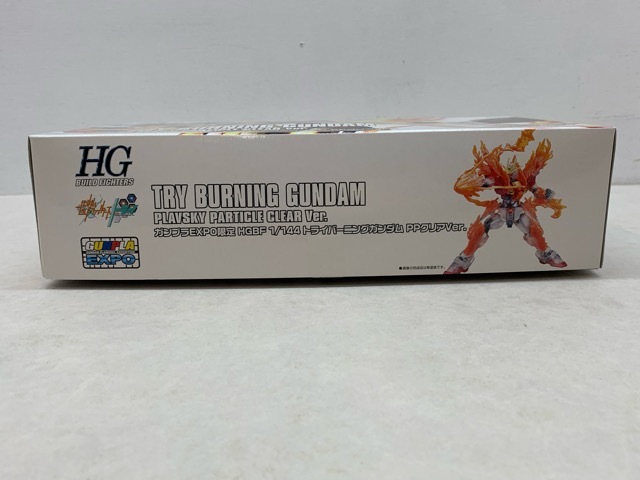 HG
BUILD FIGHTERS
GUNPLA
EXPO
TRY BURNING GUNDAM
PLAVSKY PARTICLE CLEAR Ver.
ガンプラEXPO限定 HGBF 1/144 トライバーニングガンダム PPクリアVer.